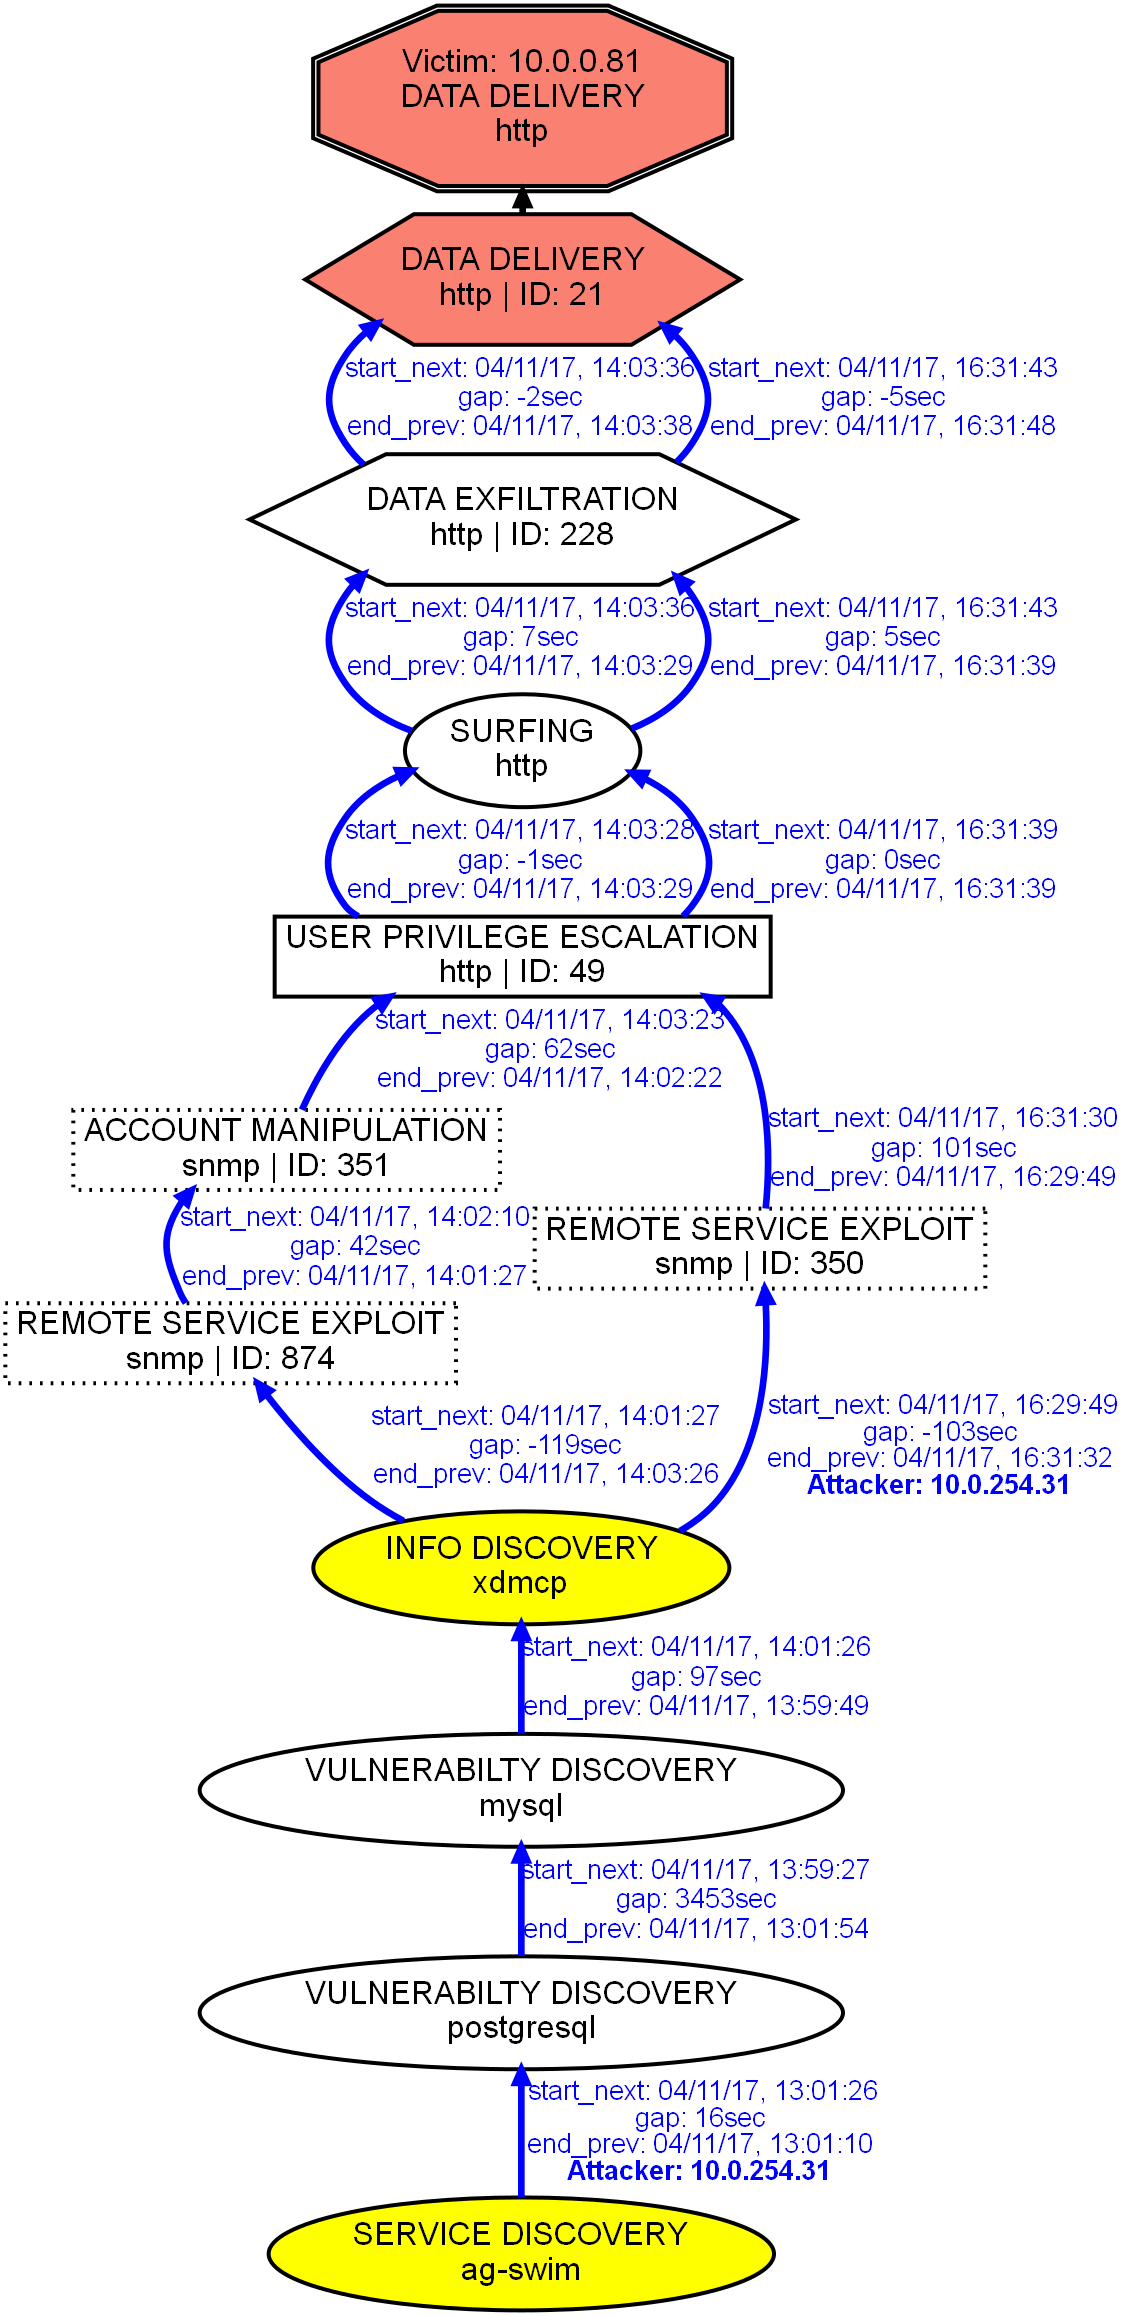 Victim: 10.0.0.81
DATA DELIVERY
http
DATA DELIVERY
http | ID: 21
start_next: 04/11/17, 14:03:36
gap: -2sec
end_prev: 04/11/17, 14:03:38
start_next: 04/11/17, 16:31:43
gap: -5sec
end_prev: 04/11/17, 16:31:48
DATA EXFILTRATION
http | ID: 228
start_next: 04/11/17, 14:03:36
gap: 7sec
end_prev: 04/11/17, 14:03:29
start_next: 04/11/17, 16:31:43
gap: 5sec
end_prev: 04/11/17, 16:31:39
SURFING
http
start_next: 04/11/17, 14:03:28
gap: -1sec
end_prev: 04/11/17, 14:03:29
start_next: 04/11/17, 16:31:39
gap: 0sec
end_prev: 04/11/17, 16:31:39
USER PRIVILEGE ESCALATION
http | ID: 49
start_next: 04/11/17, 14:03:23
gap: 62sec
end_prev: 04/11/17, 14:02:22
ACCOUNT MANIPULATION
snmp | ID: 351
start_next: 04/11/17, 16:31:30
gap: 101sec
end_prev: 04/11/17, 16:29:49
start_next: 04/11/17, 14:02:10
gap: 42sec
end_prev: 04/11/17, 14:01:27
REMOTE SERVICE EXPLOIT
snmp | ID: 350
REMOTE SERVICE EXPLOIT
snmp | ID: 874
start_next: 04/11/17, 14:01:27
gap: -119sec
end_prev: 04/11/17, 14:03:26
start_next: 04/11/17, 16:29:49
gap: -103sec
end_prev: 04/11/17, 16:31:32
Attacker: 10.0.254.31
INFO DISCOVERY
xdmcp
start_next: 04/11/17, 14:01:26
gap: 97sec
end_prev: 04/11/17, 13:59:49
VULNERABILTY DISCOVERY
mysql
start_next: 04/11/17, 13:59:27
gap: 3453sec
end_prev: 04/11/17, 13:01:54
VULNERABILTY DISCOVERY
postgresql
start_next: 04/11/17, 13:01:26
gap: 16sec
end_prev: 04/11/17, 13:01:10
Attacker: 10.0.254.31
SERVICE DISCOVERY
ag-swim